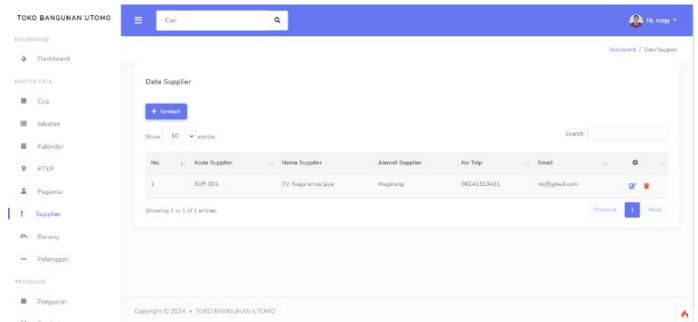 TOKO BANGUNAN UTOMO
Cari
Hi, naqy
DASHBOARD
Dashboard
MASTER DATA
Coa
Jabatan
Kalender
PTKP
Pegawai
Supplier
Barang
Pelanggan
TRANSAKSI
Penjualan
Dashboard / Data Supplier
Data Supplier
+ Tambah
Show 10 entries
Search:
No. Kode Supplier Nama Supplier Alamat Supplier No Telp Email
1 SUP-001 CV. Naga emas jaya Magelang 08241313431 no@gmail.com
Showing 1 to 1 of 1 entries
Previous 1 Next
Copyright © 2024 • TOKO BANGUNAN UTOMO